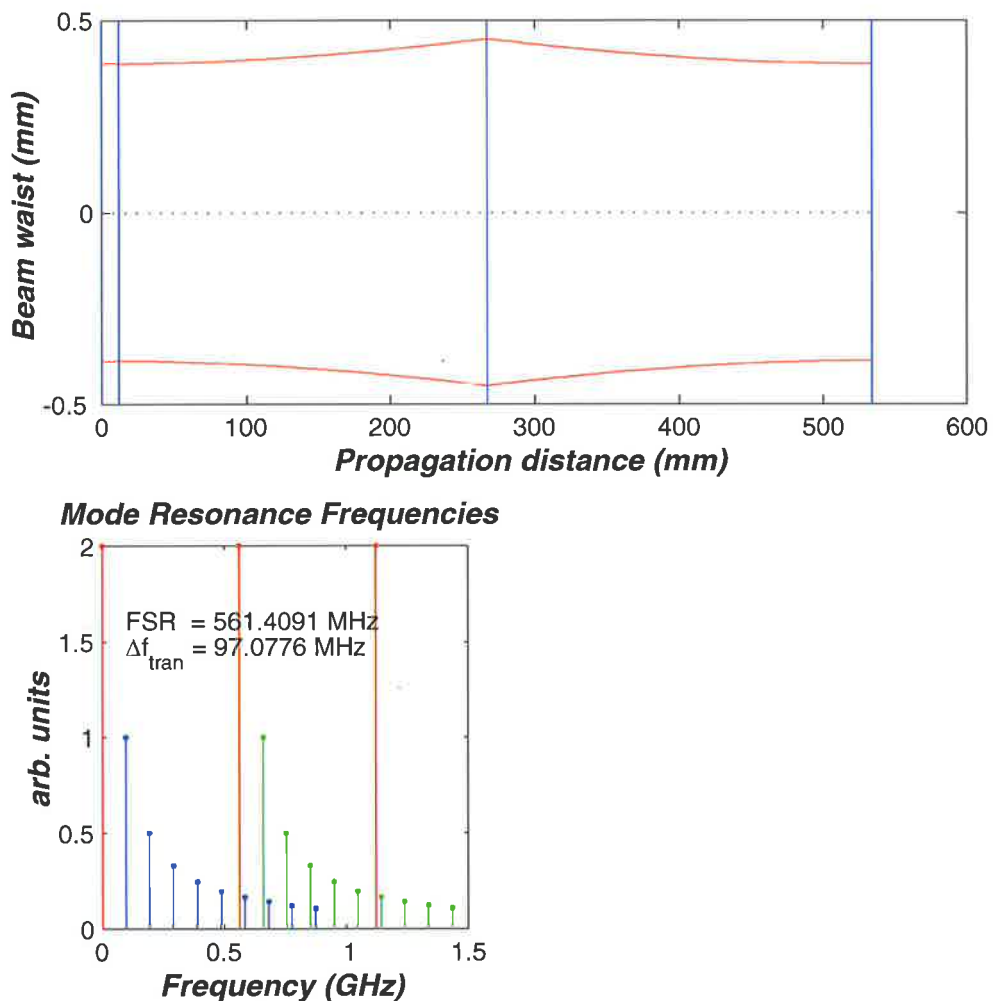 0.5
0
-0.5
Beam waist (mm)
0 100 200 300 400 500 600
Propagation distance (mm)
Mode Resonance Frequencies
2
1.5
1
0.5
0
arb. units
FSR = 561.4091 MHz
Δf_tran = 97.0776 MHz
0 0.5 1 1.5
Frequency (GHz)